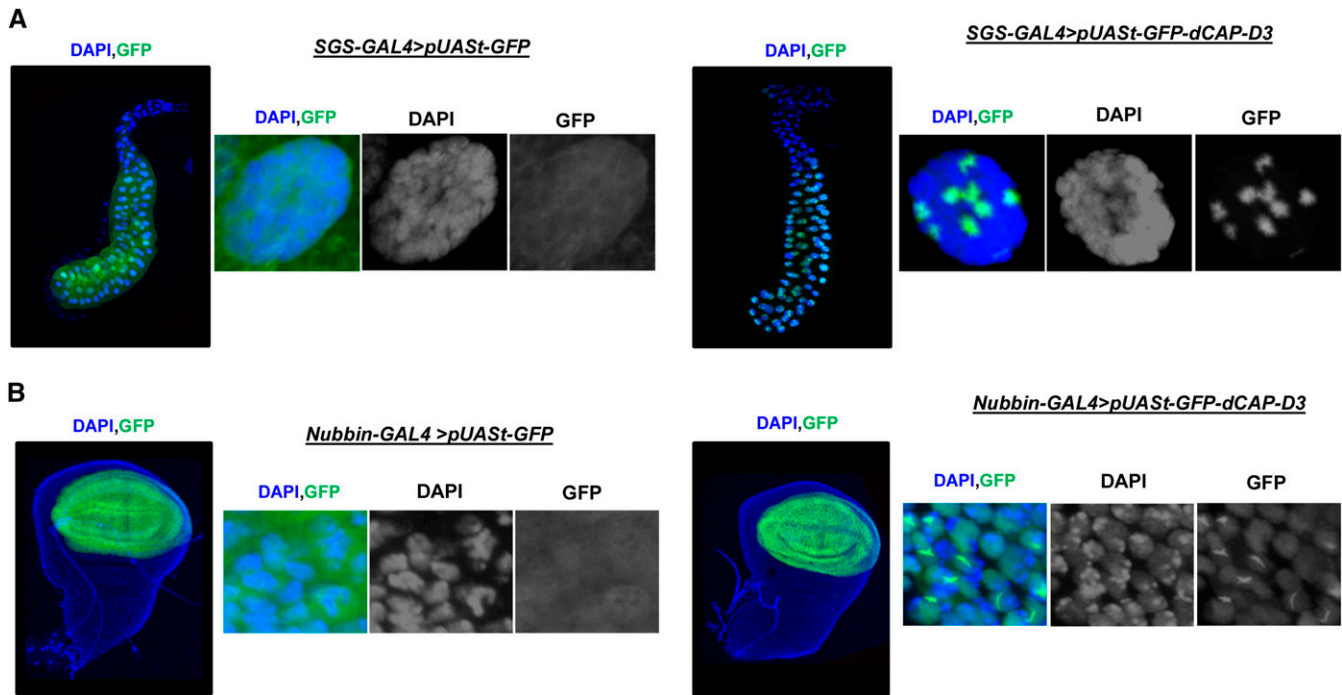 A
DAPI,GFP
SGS-GAL4>pUASt-GFP
DAPI,GFP
DAPI
GFP
DAPI,GFP
SGS-GAL4>pUASt-GFP-dCAP-D3
DAPI,GFP
DAPI
GFP
B
DAPI,GFP
Nubbin-GAL4 >pUASt-GFP
DAPI,GFP
DAPI
GFP
DAPI,GFP
Nubbin-GAL4>pUASt-GFP-dCAP-D3
DAPI,GFP
DAPI
GFP